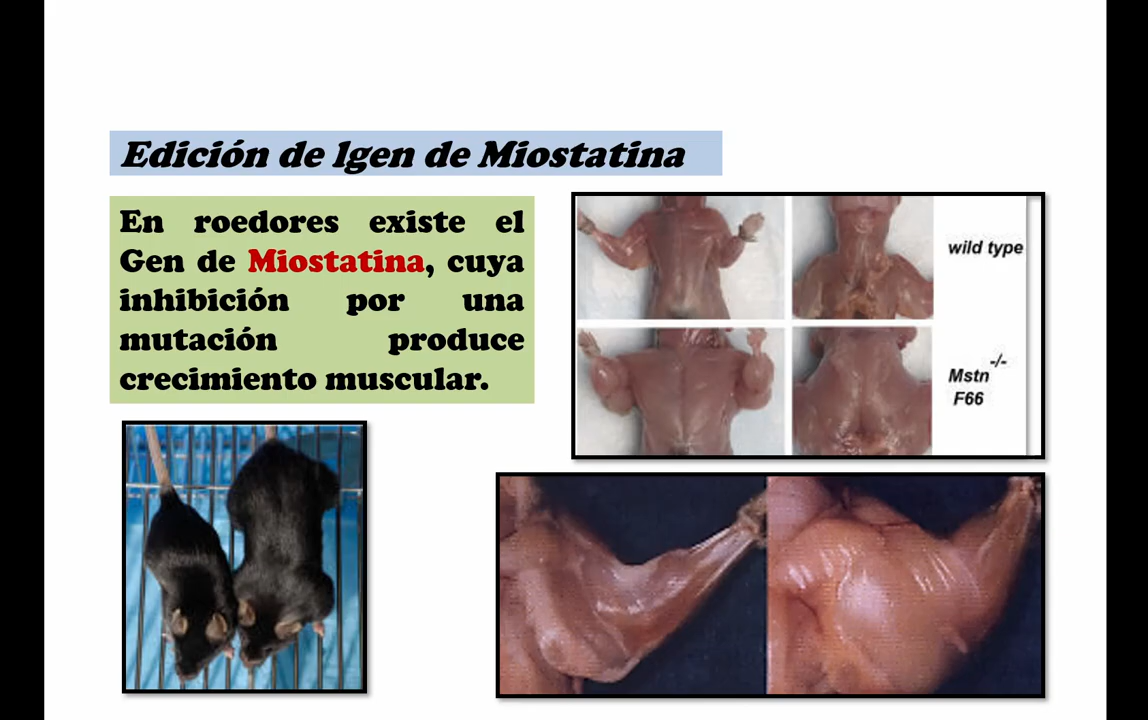 Edición de lgen de Miostatina
En roedores existe el
Gen de Miostatina, cuya
inhibición por una
mutación produce
crecimiento muscular.
wild type
Mstn -/-
F66